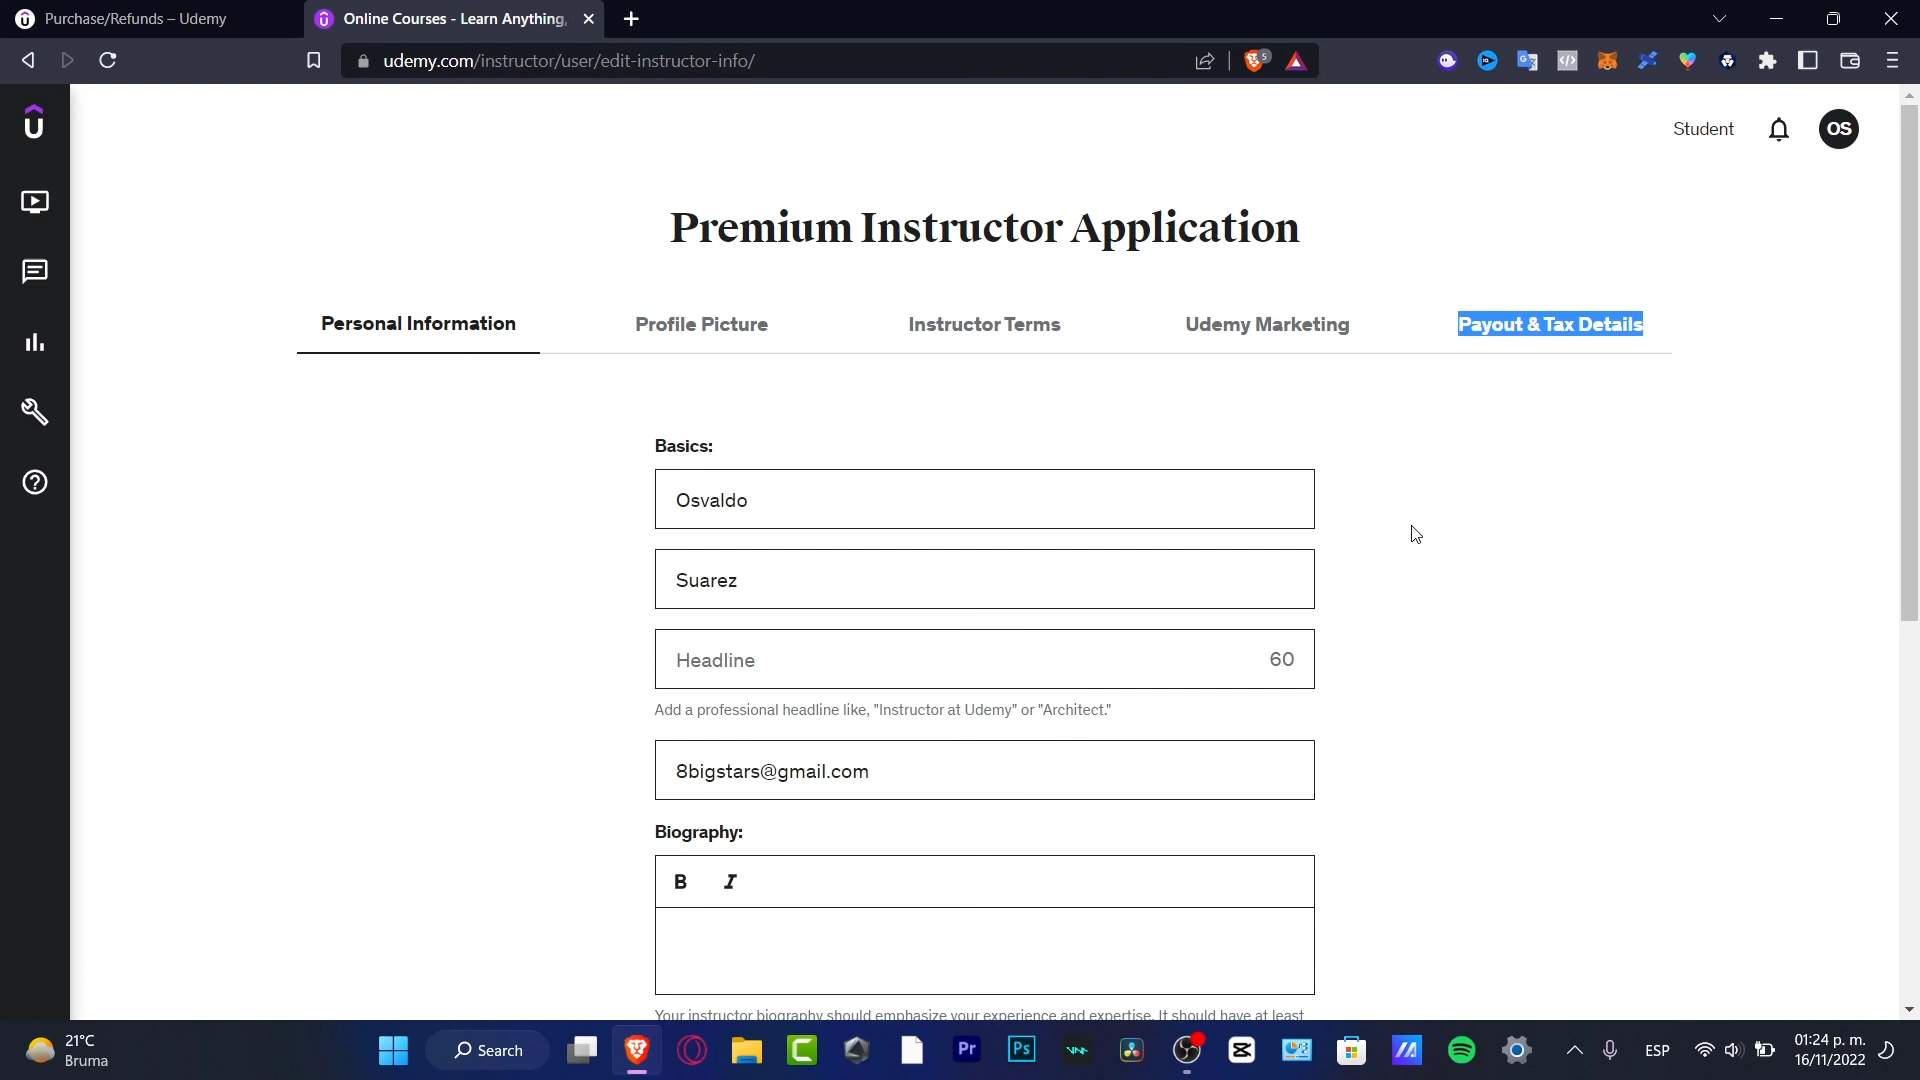 Purchase/Refunds – Udemy
Online Courses - Learn Anything,
udemy.com/instructor/user/edit-instructor-info/
5
Student
OS
Premium Instructor Application
Personal Information
Profile Picture
Instructor Terms
Udemy Marketing
Payout & Tax Details
Basics:
Osvaldo
Suarez
Headline
60
Add a professional headline like, "Instructor at Udemy" or "Architect."
8bigstars@gmail.com
Biography:
B I
Your instructor biography should emphasize your experience and expertise. It should have at least
21°C
Bruma
Search
Pr
Ps
ESP
01:24 p. m.
16/11/2022